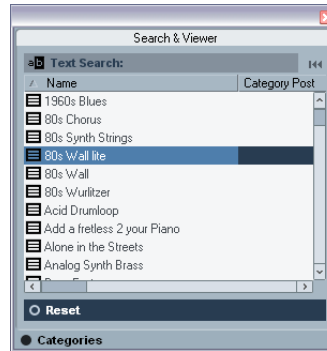 Search & Viewer
ab Text Search:
Name Category Post
1960s Blues
80s Chorus
80s Synth Strings
80s Wall lite
80s Wall
80s Wurlitzer
Acid Drumloop
Add a fretless 2 your Piano
Alone in the Streets
Analog Synth Brass
Reset
Categories